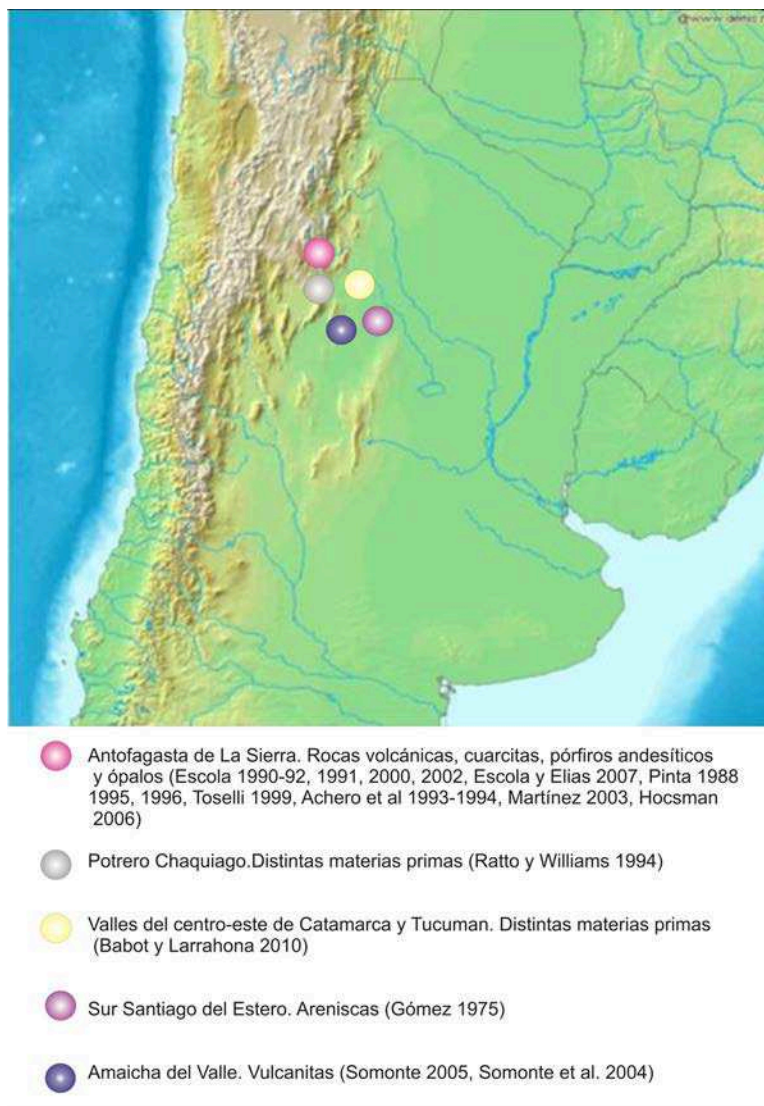 Antofagasta de La Sierra. Rocas volcánicas, cuarcitas, pórfiros andesíticos
y ópalos (Escola 1990-92, 1991, 2000, 2002, Escola y Elias 2007, Pinta 1988
1995, 1996, Toselli 1999, Achero et al 1993-1994, Martínez 2003, Hocsman
2006)
Potrero Chaquiago.Distintas materias primas (Ratto y Williams 1994)
Valles del centro-este de Catamarca y Tucuman. Distintas materias primas
(Babot y Larrahona 2010)
Sur Santiago del Estero. Areniscas (Gómez 1975)
Amaicha del Valle. Vulcanitas (Somonte 2005, Somonte et al. 2004)